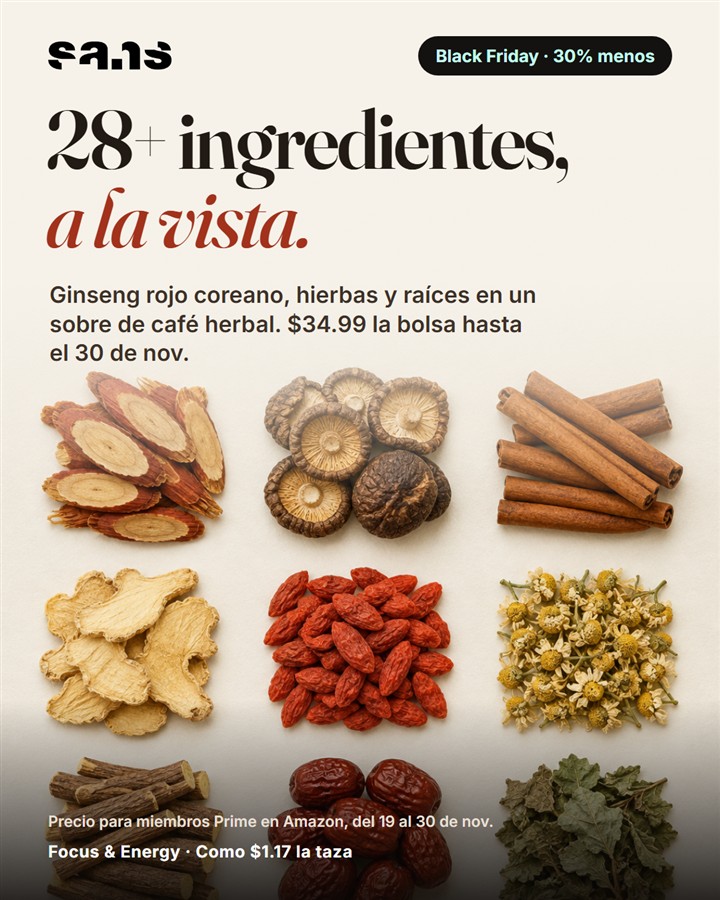 sans
Black Friday · 30% menos
28+ ingredientes,
a la vista.
Ginseng rojo coreano, hierbas y raíces en un
sobre de café herbal. $34.99 la bolsa hasta
el 30 de nov.
Precio para miembros Prime en Amazon, del 19 al 30 de nov.
Focus & Energy · Como $1.17 la taza